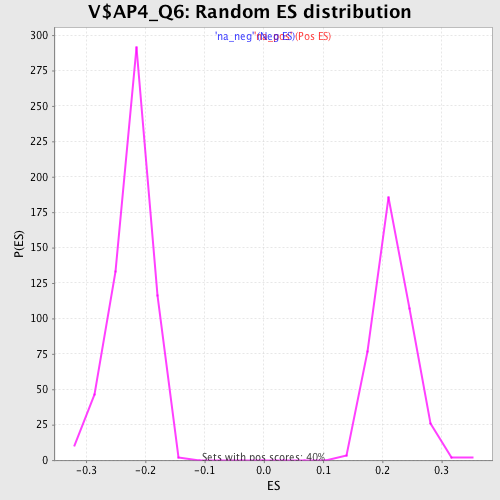 V$AP4_Q6: Random ES distribution
'na_neg' (Neg ES) (Pos ES)
300
275
250
225
200
175
150
125
100
75
50
25
0
P(ES)
Sets with pos scores: 40%
-0.3 -0.2 -0.1 0.0 0.1 0.2 0.3
ES